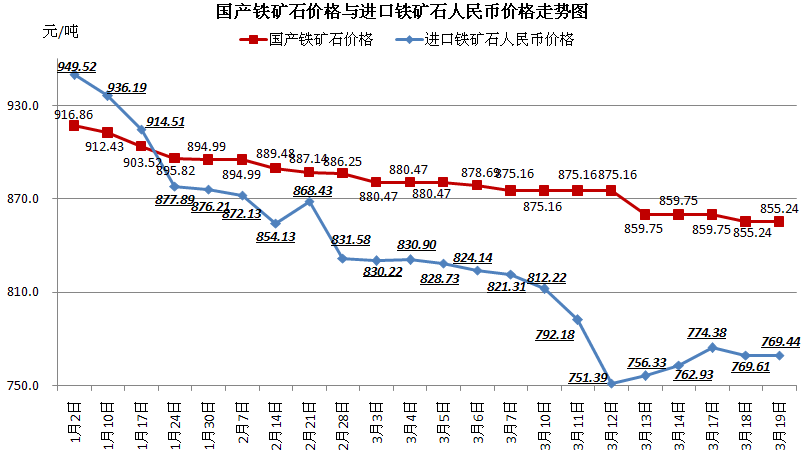 国产铁矿石价格与进口铁矿石人民币价格走势图
元/吨
国产铁矿石价格 进口铁矿石人民币价格
949.52
936.19
930.0
916.86
914.51
912.43
903.52
895.82
894.99
894.99
889.48
887.14
886.25
880.47
880.47
880.47
878.69
875.16
875.16
875.16
875.16
859.75
859.75
859.75
855.24
855.24
870.0
877.89
876.21
872.13
854.13
868.43
831.58
830.22
830.90
828.73
824.14
821.31
812.22
810.0
792.18
751.39
756.33
762.93
774.38
769.61
769.44
750.0
1月2日
1月10日
1月17日
1月24日
1月30日
2月7日
2月14日
2月21日
2月28日
3月3日
3月4日
3月5日
3月6日
3月7日
3月10日
3月11日
3月12日
3月13日
3月14日
3月17日
3月18日
3月19日